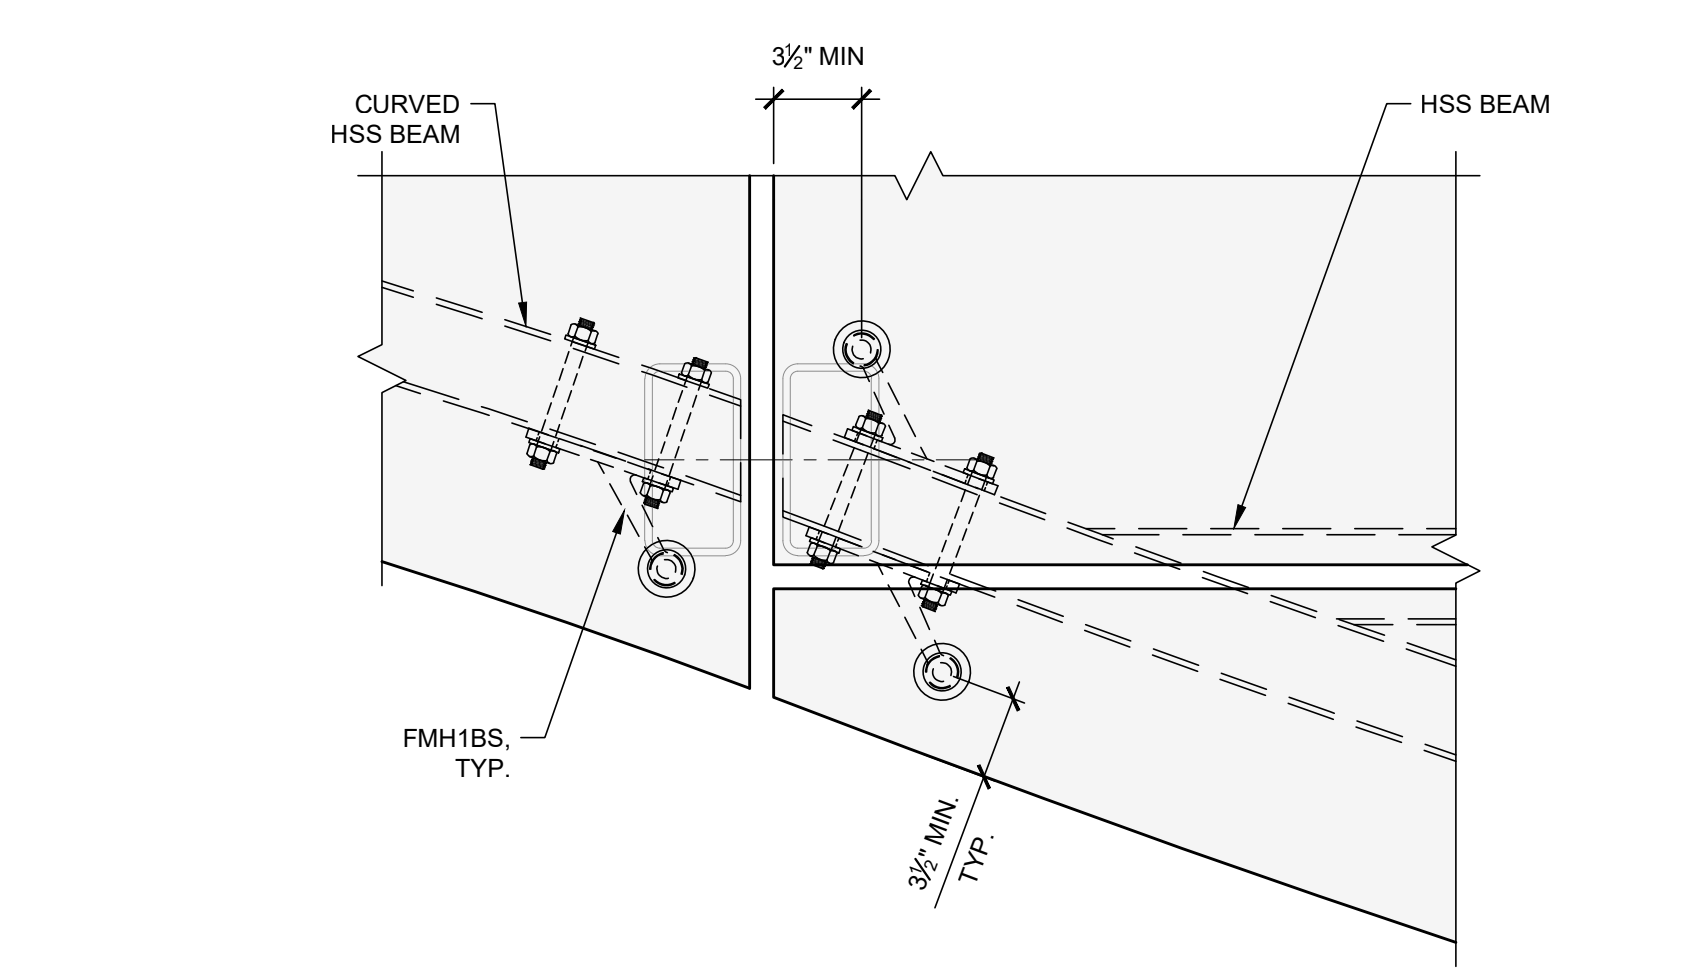 3½" MIN
CURVED
HSS BEAM
HSS BEAM
FMH1BS,
TYP.
3½" MIN.
TYP.